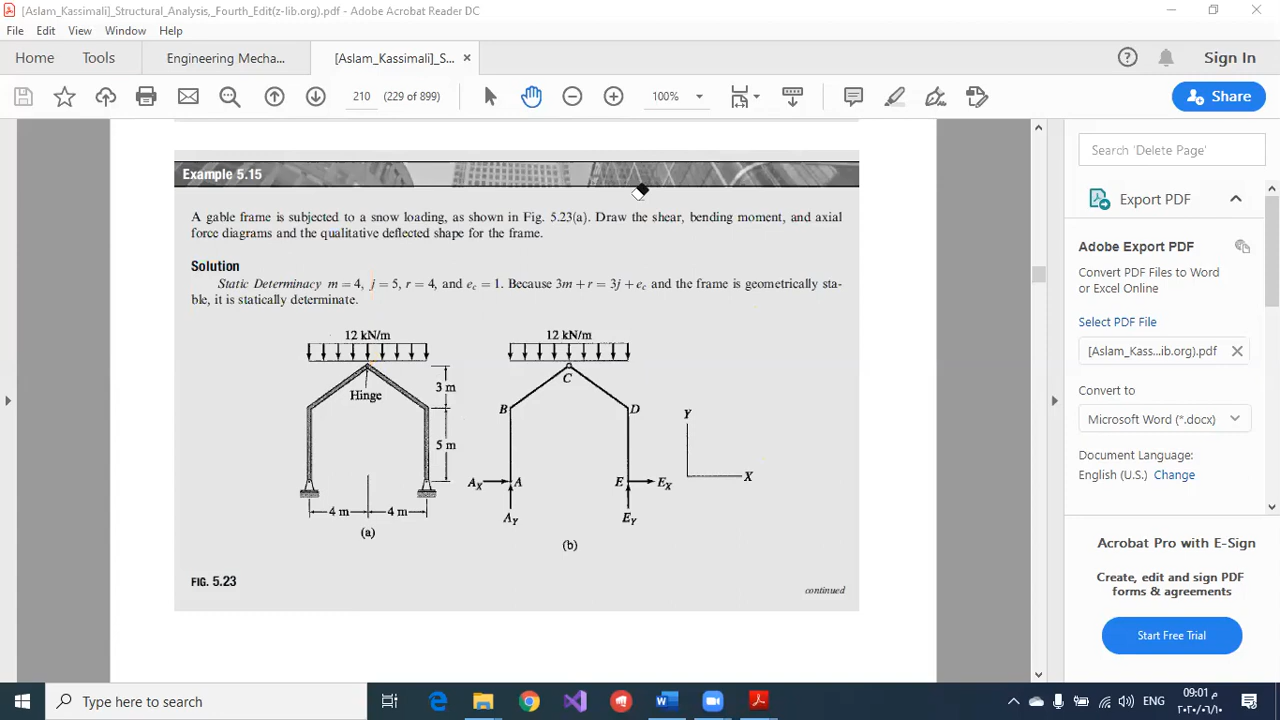 [Aslam_Kassimali]_Structural_Analysis,_Fourth_Edit(z-lib.org).pdf - Adobe Acrobat Reader DC
File Edit View Window Help
Home Tools Engineering Mecha... [Aslam_Kassimali]_S... × ? Sign In
210 (229 of 899) 100% Share
Search 'Delete Page'
Example 5.15
Export PDF
A gable frame is subjected to a snow loading, as shown in Fig. 5.23(a). Draw the shear, bending moment, and axial
force diagrams and the qualitative deflected shape for the frame.
Adobe Export PDF
Solution
Convert PDF Files to Word
or Excel Online
Static Determinacy m = 4, j = 5, r = 4, and e_c = 1. Because 3m + r = 3j + e_c and the frame is geometrically sta-
ble, it is statically determinate.
Select PDF File
[Aslam_Kass...ib.org).pdf
12 kN/m 12 kN/m
Convert to
Microsoft Word (*.docx)
C
3 m
Hinge
B D Y
Document Language:
English (U.S.) Change
5 m
A_X A E E_X X
A_Y E_Y
4 m 4 m
(a)
(b)
Acrobat Pro with E-Sign
Create, edit and sign PDF
forms & agreements
Start Free Trial
FIG. 5.23
continued
Type here to search
ENG
09:01 م
٢٠٢٠/٠٦/١٠